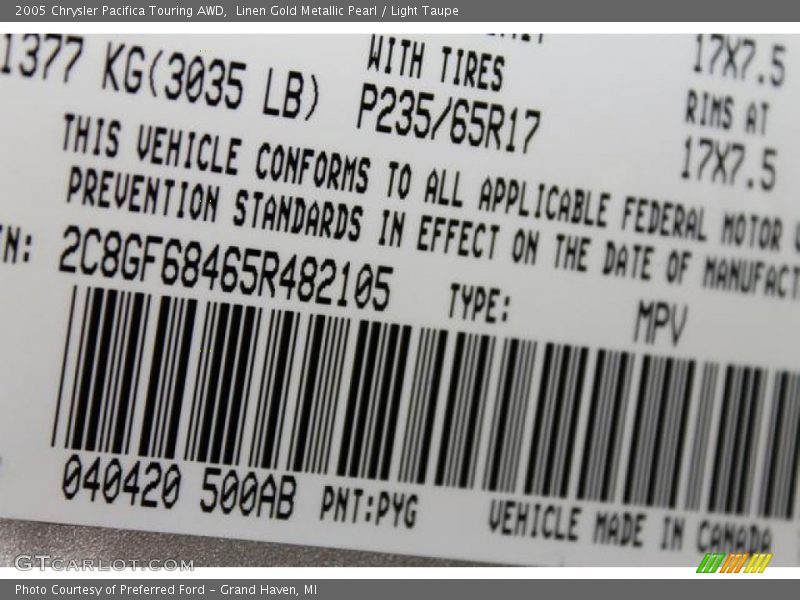 2005 Chrysler Pacifica Touring AWD, Linen Gold Metallic Pearl / Light Taupe
1377 KG(3035 LB)
WITH TIRES
P235/65R17
17X7.5
RIMS AT
17X7.5
THIS VEHICLE CONFORMS TO ALL APPLICABLE FEDERAL MOTOR
PREVENTION STANDARDS IN EFFECT ON THE DATE OF MANUFACT
IN: 2C8GF68465R482105 TYPE: MPV
040420 500AB PNT:PYG VEHICLE MADE IN CANADA
GTCARLOT.COM
Photo Courtesy of Preferred Ford - Grand Haven, MI